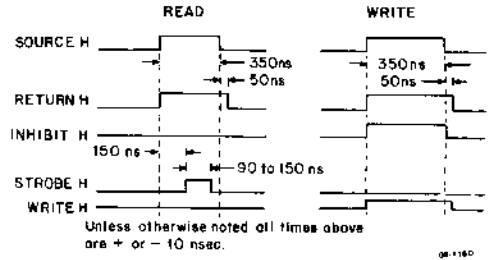 READ WRITE
SOURCE H
350ns 350ns
50ns 50ns
RETURN H
INHIBIT H
150 ns
90 to 150 ns
STROBE H
WRITE H
Unless otherwise noted all times above
are + or - 10 nsec.